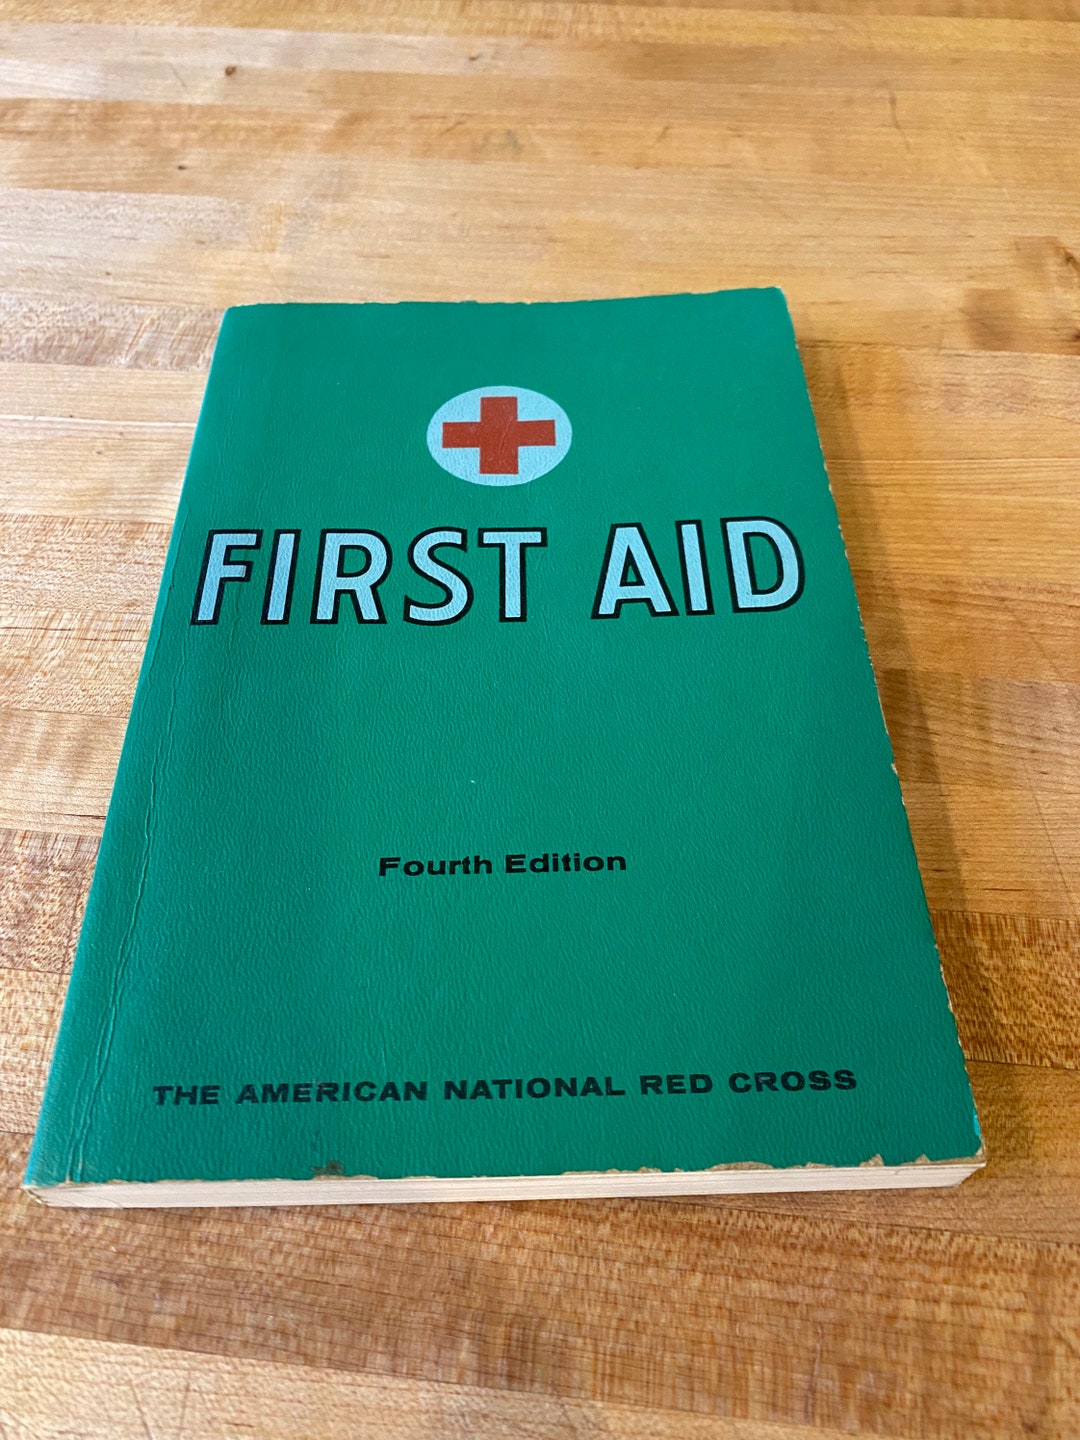 FIRST AID
Fourth Edition
THE AMERICAN NATIONAL RED CROSS